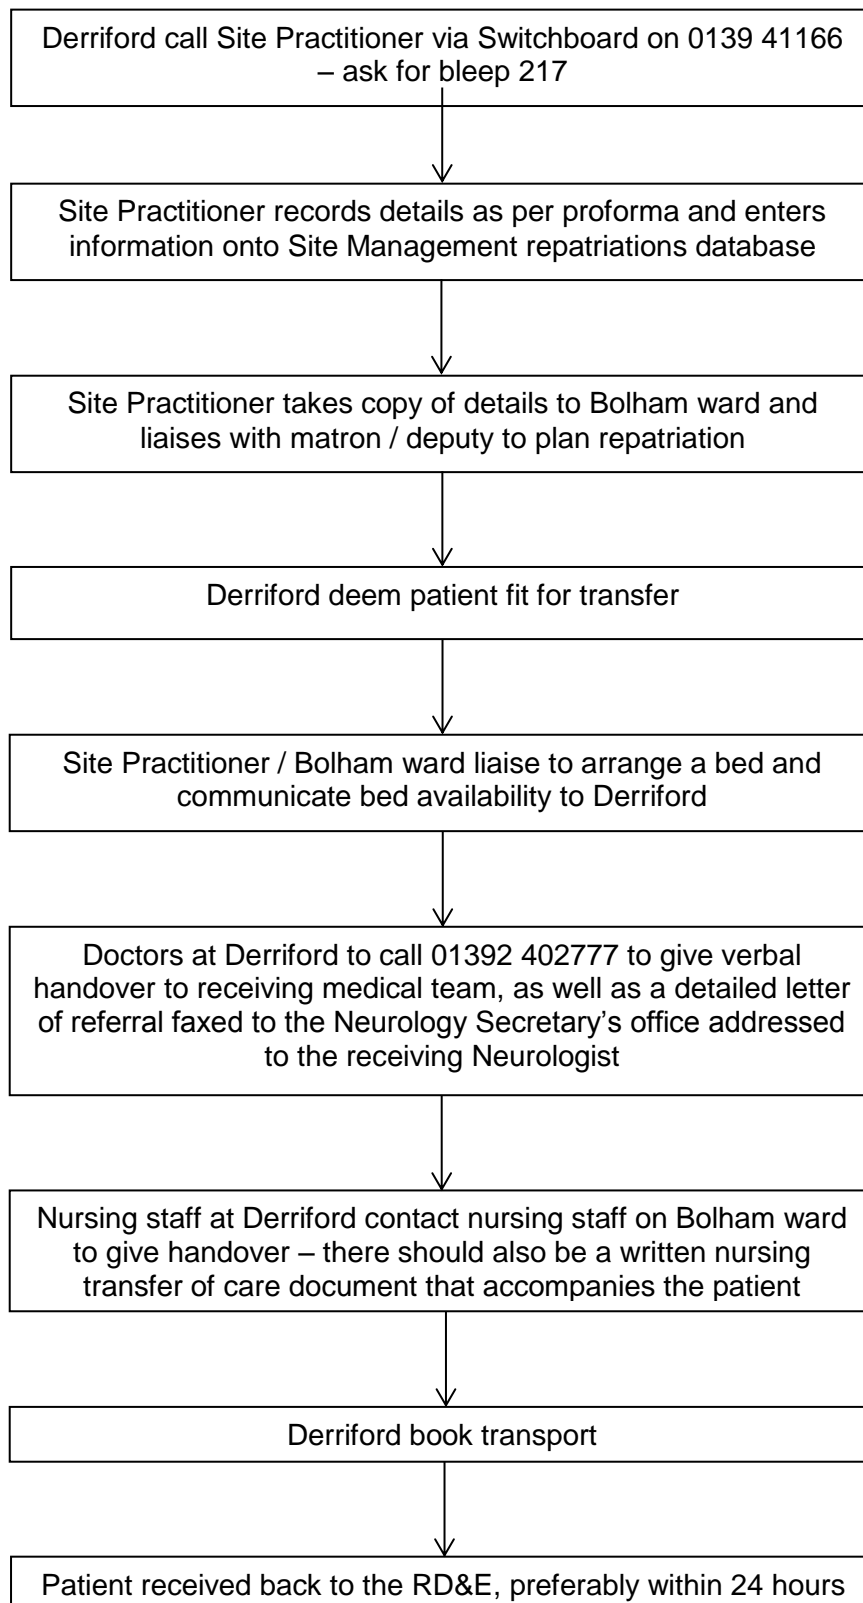 Derriford call Site Practitioner via Switchboard on 0139 41166
– ask for bleep 217
Site Practitioner records details as per proforma and enters
information onto Site Management repatriations database
Site Practitioner takes copy of details to Bolham ward and
liaises with matron / deputy to plan repatriation
Derriford deem patient fit for transfer
Site Practitioner / Bolham ward liaise to arrange a bed and
communicate bed availability to Derriford
Doctors at Derriford to call 01392 402777 to give verbal
handover to receiving medical team, as well as a detailed letter
of referral faxed to the Neurology Secretary’s office addressed
to the receiving Neurologist
Nursing staff at Derriford contact nursing staff on Bolham ward
to give handover – there should also be a written nursing
transfer of care document that accompanies the patient
Derriford book transport
Patient received back to the RD&E, preferably within 24 hours